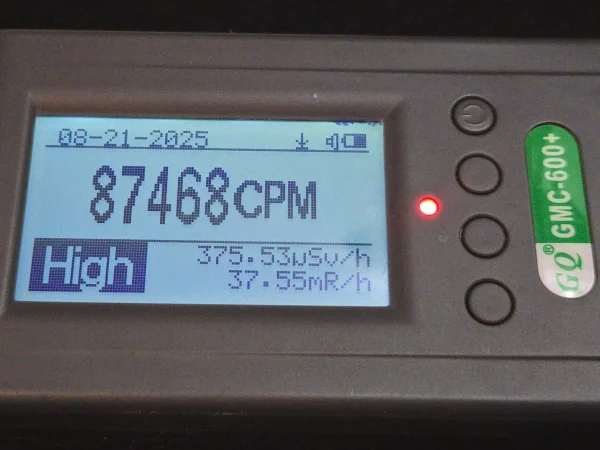 08-21-2025
87468CPM
High
375.53uSv/h
37.55mR/h
GQ® GMC-600+